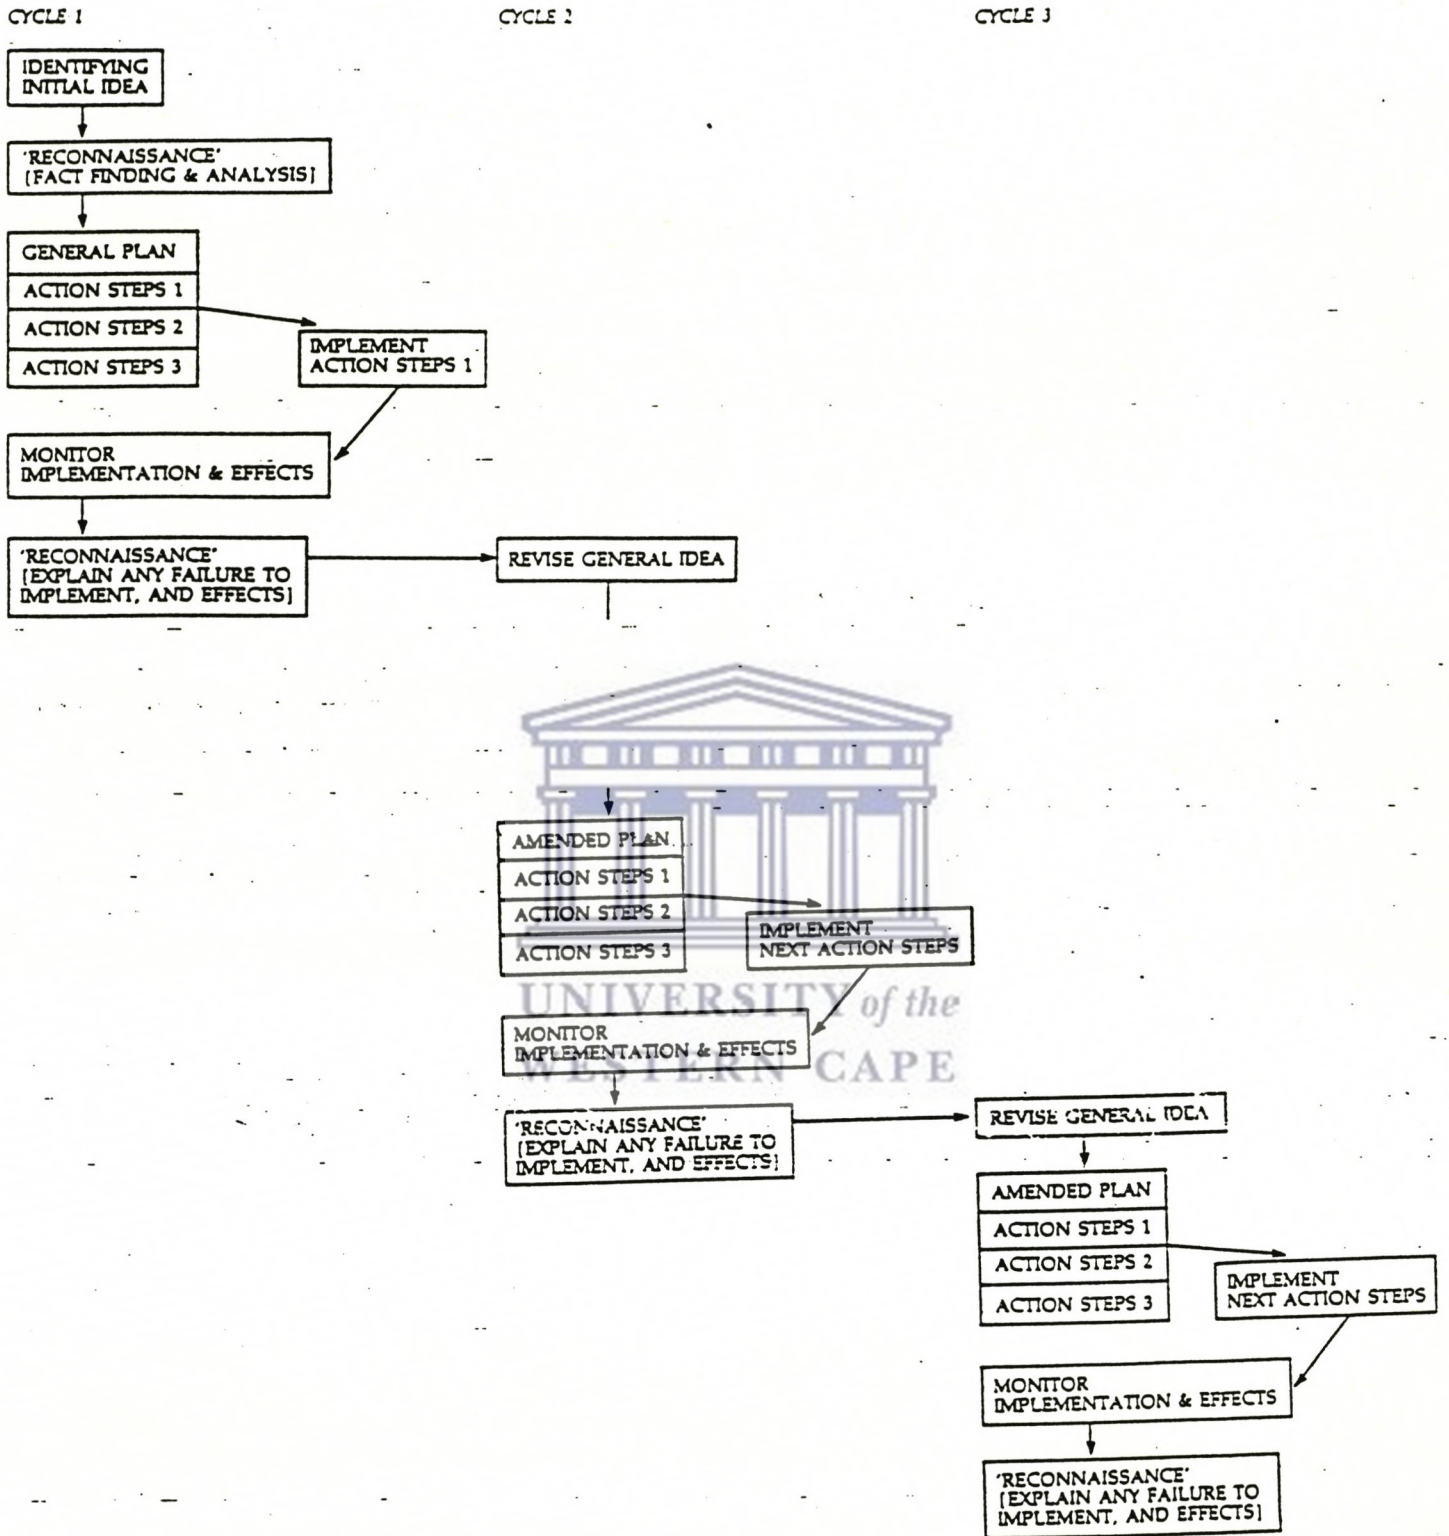 CYCLE 1
CYCLE 2
CYCLE 3
IDENTIFYING
INITIAL IDEA
'RECONNAISSANCE'
[FACT FINDING & ANALYSIS]
GENERAL PLAN
ACTION STEPS 1
ACTION STEPS 2
ACTION STEPS 3
IMPLEMENT
ACTION STEPS 1
MONITOR
IMPLEMENTATION & EFFECTS
'RECONNAISSANCE'
[EXPLAIN ANY FAILURE TO
IMPLEMENT, AND EFFECTS]
REVISE GENERAL IDEA
AMENDED PLAN
ACTION STEPS 1
ACTION STEPS 2
ACTION STEPS 3
IMPLEMENT
NEXT ACTION STEPS
UNIVERSITY of the
WESTERN CAPE
MONITOR
IMPLEMENTATION & EFFECTS
'RECONNAISSANCE'
[EXPLAIN ANY FAILURE TO
IMPLEMENT, AND EFFECTS]
REVISE GENERAL IDEA
AMENDED PLAN
ACTION STEPS 1
ACTION STEPS 2
ACTION STEPS 3
IMPLEMENT
NEXT ACTION STEPS
MONITOR
IMPLEMENTATION & EFFECTS
'RECONNAISSANCE'
[EXPLAIN ANY FAILURE TO
IMPLEMENT, AND EFFECTS]